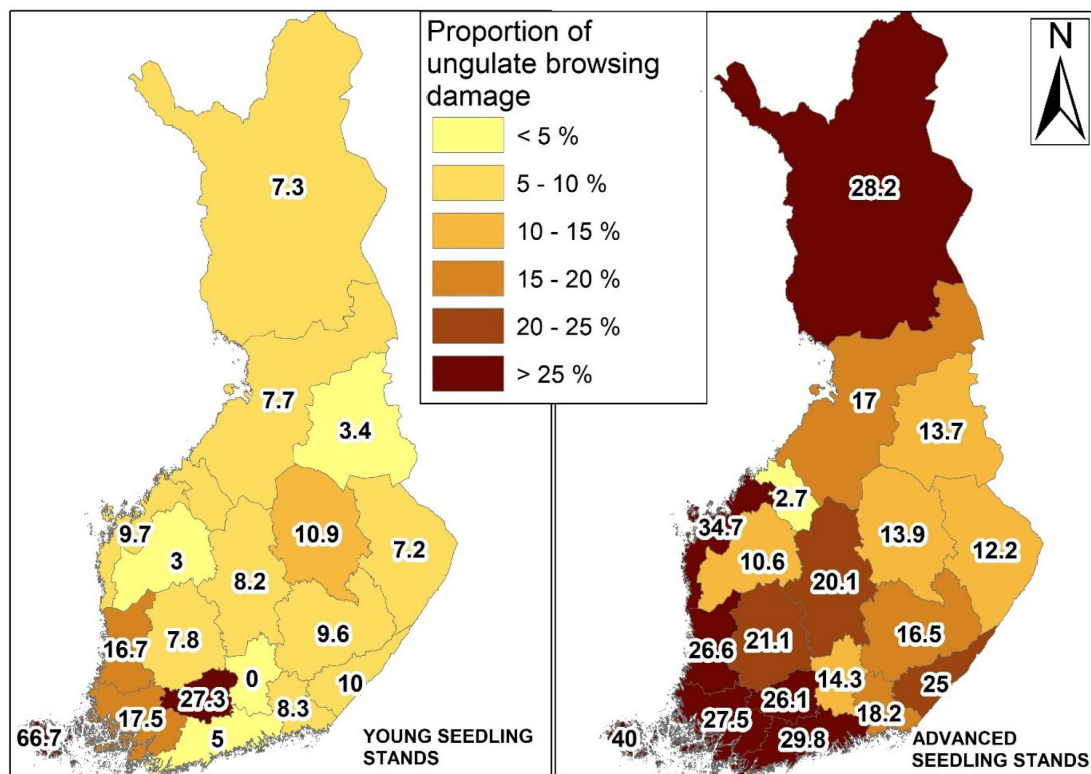 Proportion of
ungulate browsing
damage
< 5 %
5 - 10 %
10 - 15 %
15 - 20 %
20 - 25 %
> 25 %
N
7.3
7.7
3.4
9.7
3
8.2
10.9
7.2
16.7
7.8
9.6
0
27.3
10
8.3
17.5
5
66.7
YOUNG SEEDLING
STANDS
28.2
17
13.7
2.7
34.7
10.6
20.1
13.9
12.2
26.6
21.1
16.5
14.3
25
26.1
27.5
18.2
29.8
40
ADVANCED
SEEDLING STANDS